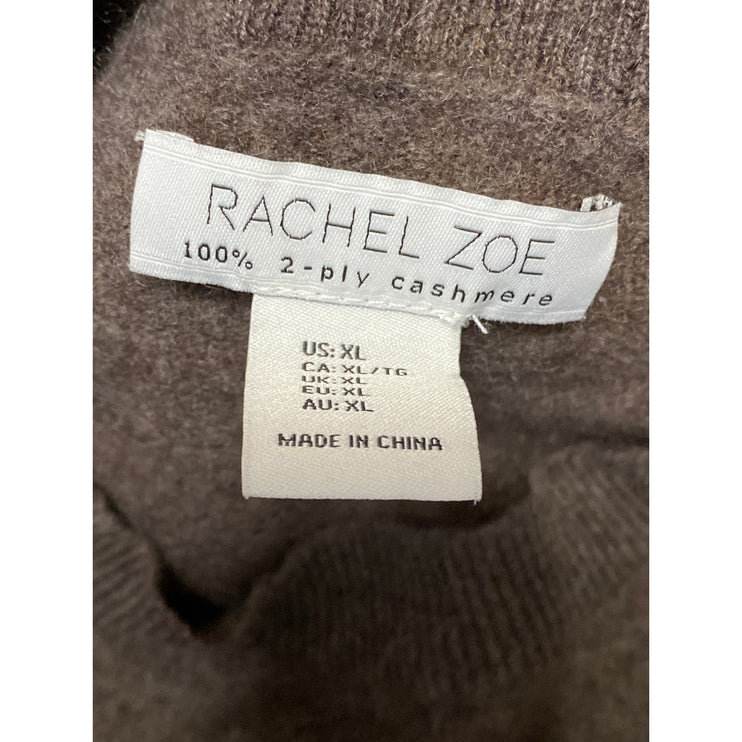 RACHEL ZOE
100% 2-ply cashmere
US: XL
CA: XL/TG
UK: XL
EU: XL
AU: XL
MADE IN CHINA